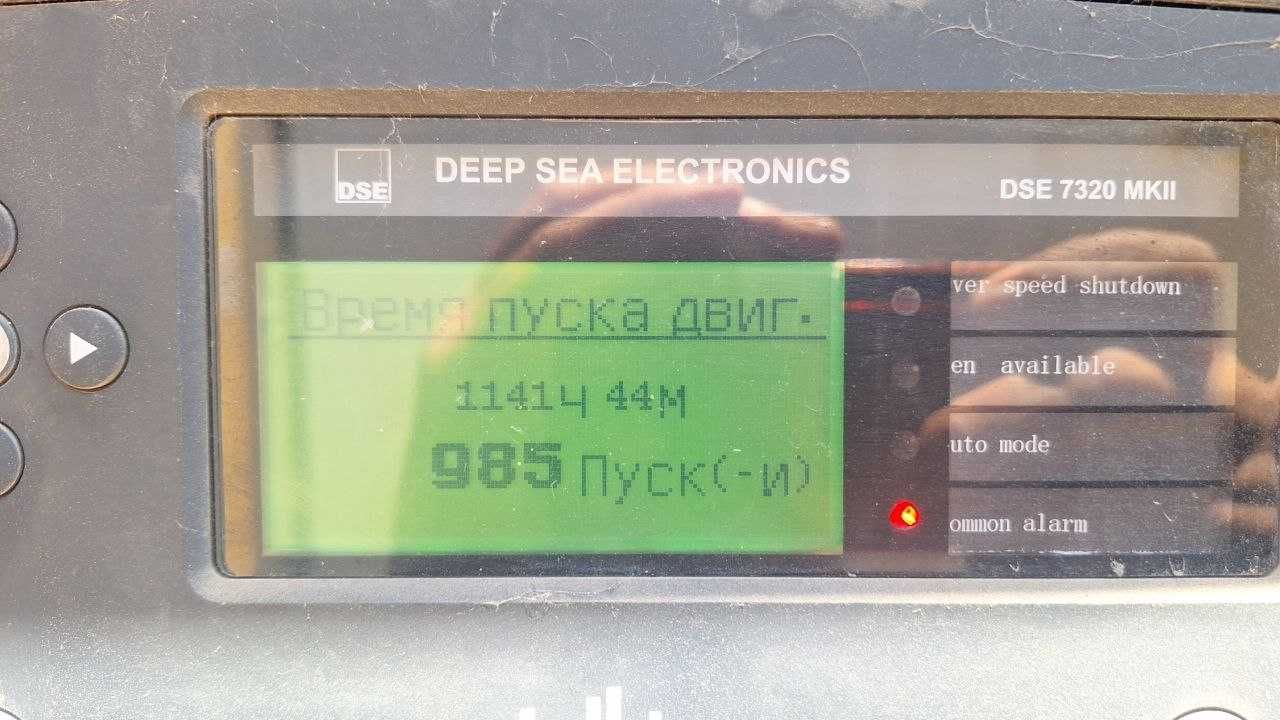 DSE
DEEP SEA ELECTRONICS
DSE 7320 MKII
Время пуска двиг.
1141ч 44м
985 Пуск(-и)
ver speed shutdown
en available
uto mode
ommon alarm